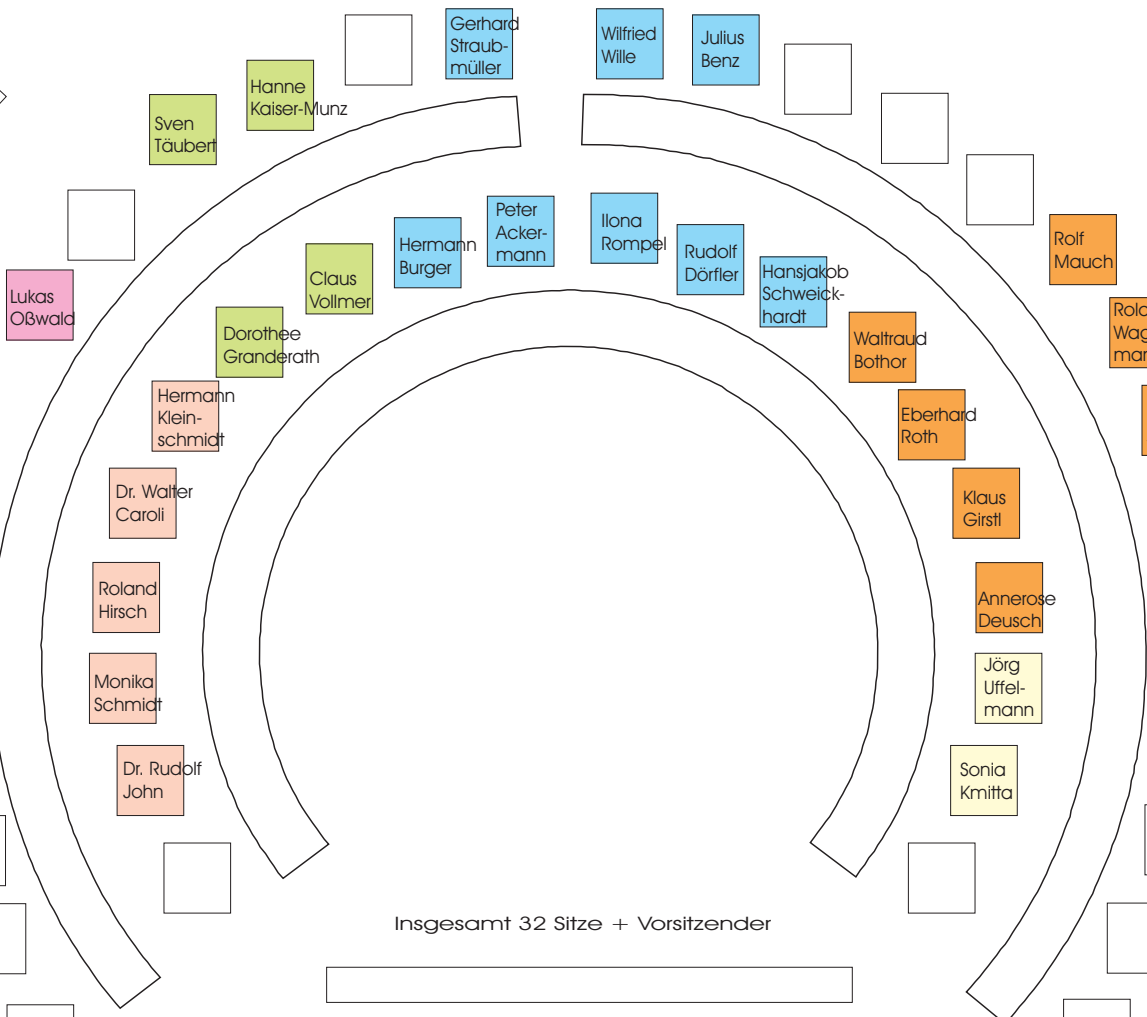 Gerhard
Straub-
müller
Wilfried
Wille
Julius
Benz
Hanne
Kaiser-Munz
Sven
Täubert
Lukas
Oßwald
Rolf
Mauch
Peter
Acker-
mann
Ilona
Rompel
Hermann
Burger
Rudolf
Dörfler
Claus
Vollmer
Hansjakob
Schweick-
hardt
Dorothee
Granderath
Waltraud
Bothor
Hermann
Klein-
schmidt
Eberhard
Roth
Dr. Walter
Caroli
Klaus
Girstl
Roland
Hirsch
Annerose
Deusch
Monika
Schmidt
Jörg
Uffel-
mann
Dr. Rudolf
John
Sonia
Kmitta
Insgesamt 32 Sitze + Vorsitzender